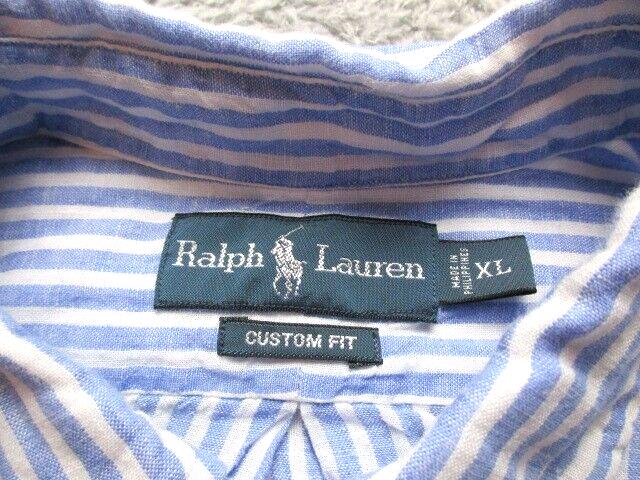 Ralph Lauren
MADE IN
PHILIPPINES
XL
CUSTOM FIT